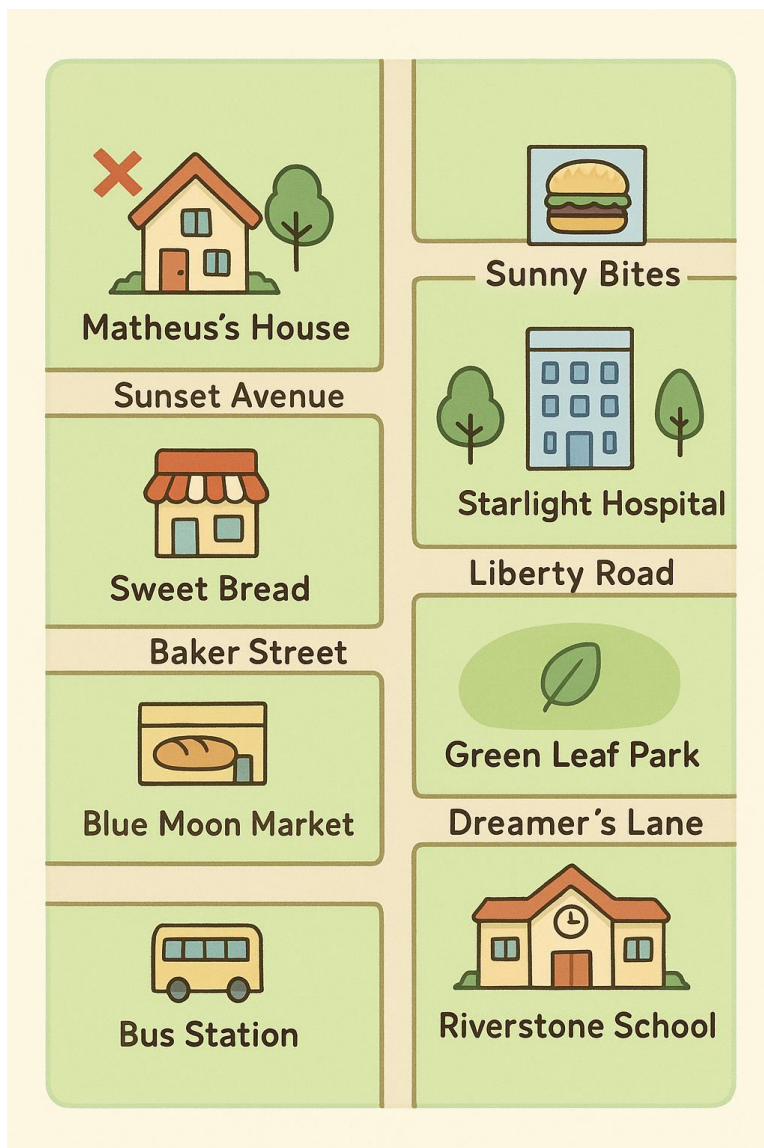 Matheus's House
Sunny Bites
Sunset Avenue
Starlight Hospital
Sweet Bread
Liberty Road
Baker Street
Green Leaf Park
Blue Moon Market
Dreamer's Lane
Bus Station
Riverstone School